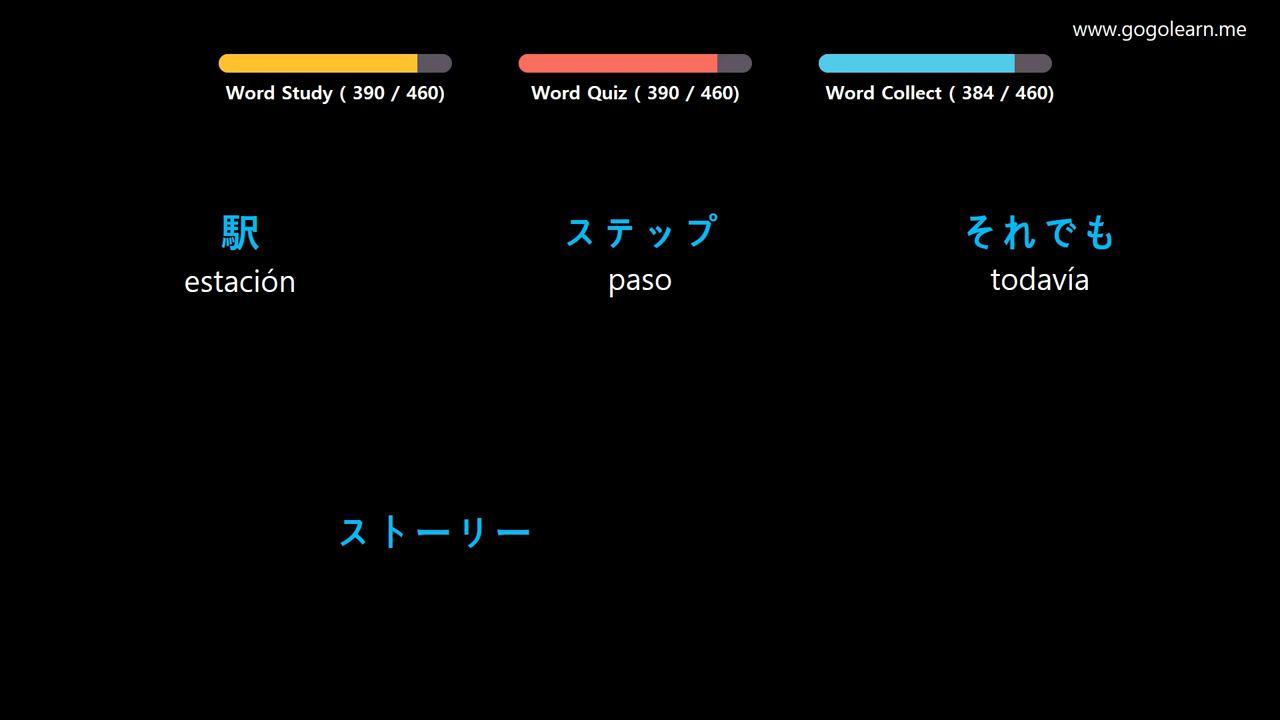 www.gogolearn.me
Word Study ( 390 / 460)
Word Quiz ( 390 / 460)
Word Collect ( 384 / 460)
駅
estación
ステップ
paso
それでも
todavía
ストーリー